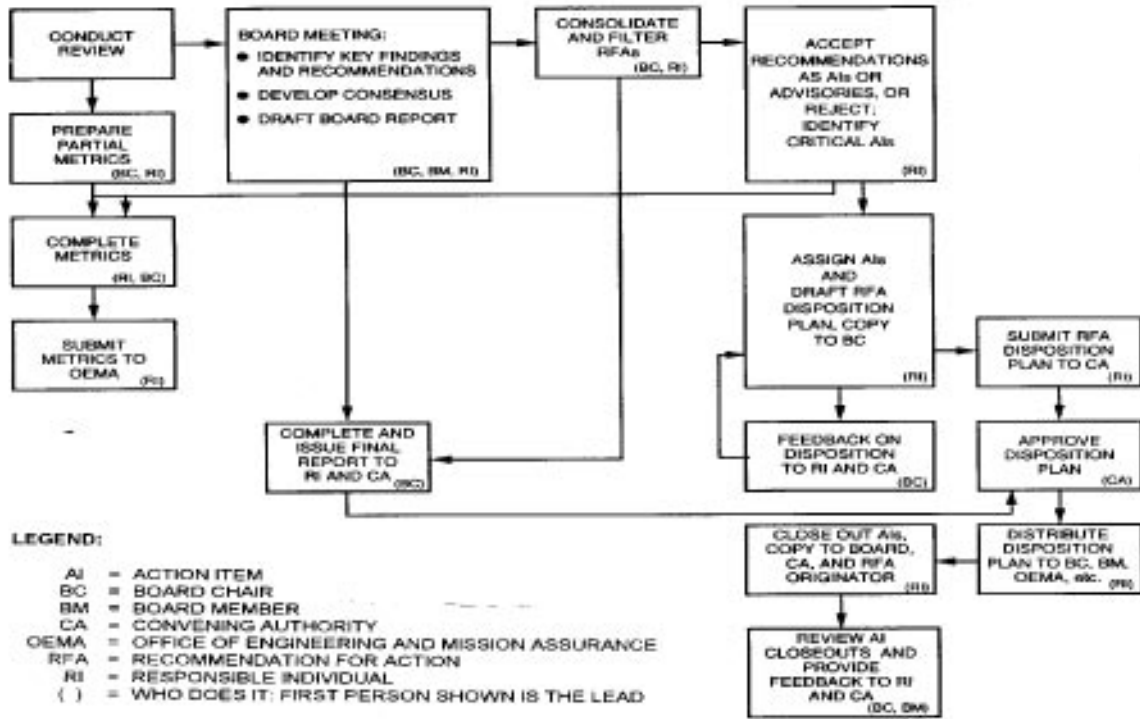 CONDUCT
REVIEW
BOARD MEETING:
● IDENTIFY KEY FINDINGS
AND RECOMMENDATIONS
● DEVELOP CONSENSUS
● DRAFT BOARD REPORT
(BC, BM, RI)
CONSOLIDATE
AND FILTER
RFAs
(BC, RI)
ACCEPT
RECOMMENDATIONS
AS AIs OR
ADVISORIES, OR
REJECT;
IDENTIFY
CRITICAL AIs
(RI)
PREPARE
PARTIAL
METRICS
(BC, RI)
COMPLETE
METRICS
(RI, BC)
SUBMIT
METRICS TO
OEMA
(RI)
ASSIGN AIs
AND
DRAFT RFA
DISPOSITION
PLAN, COPY
TO BC
(RI)
SUBMIT RFA
DISPOSITION
PLAN TO CA
(RI)
COMPLETE AND
ISSUE FINAL
REPORT TO
RI AND CA
(BC)
FEEDBACK ON
DISPOSITION
TO RI AND CA
(BC)
APPROVE
DISPOSITION
PLAN
(CA)
CLOSE OUT AIs,
COPY TO BOARD,
CA, AND RFA
ORIGINATOR
(RI)
DISTRIBUTE
DISPOSITION
PLAN TO BC, BM,
OEMA, etc.
(RI)
REVIEW AI
CLOSEOUTS AND
PROVIDE
FEEDBACK TO RI
AND CA
(BC, BM)
LEGEND:
AI = ACTION ITEM
BC = BOARD CHAIR
BM = BOARD MEMBER
CA = CONVENING AUTHORITY
OEMA = OFFICE OF ENGINEERING AND MISSION ASSURANCE
RFA = RECOMMENDATION FOR ACTION
RI = RESPONSIBLE INDIVIDUAL
( ) = WHO DOES IT: FIRST PERSON SHOWN IS THE LEAD